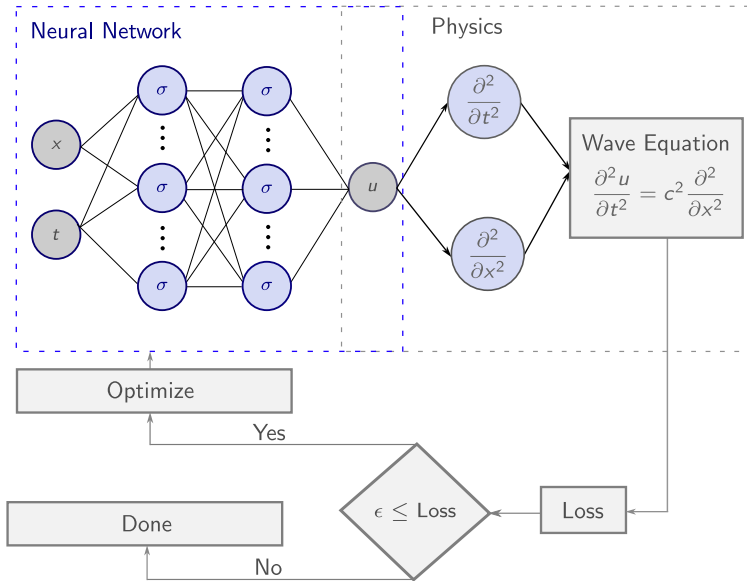 Neural Network
Physics
x
t
σ
σ
σ
σ
σ
σ
u
∂²/∂t²
∂²/∂x²
Wave Equation
∂²u/∂t² = c² ∂²/∂x²
Optimize
Yes
ϵ ≤ Loss
Loss
Done
No